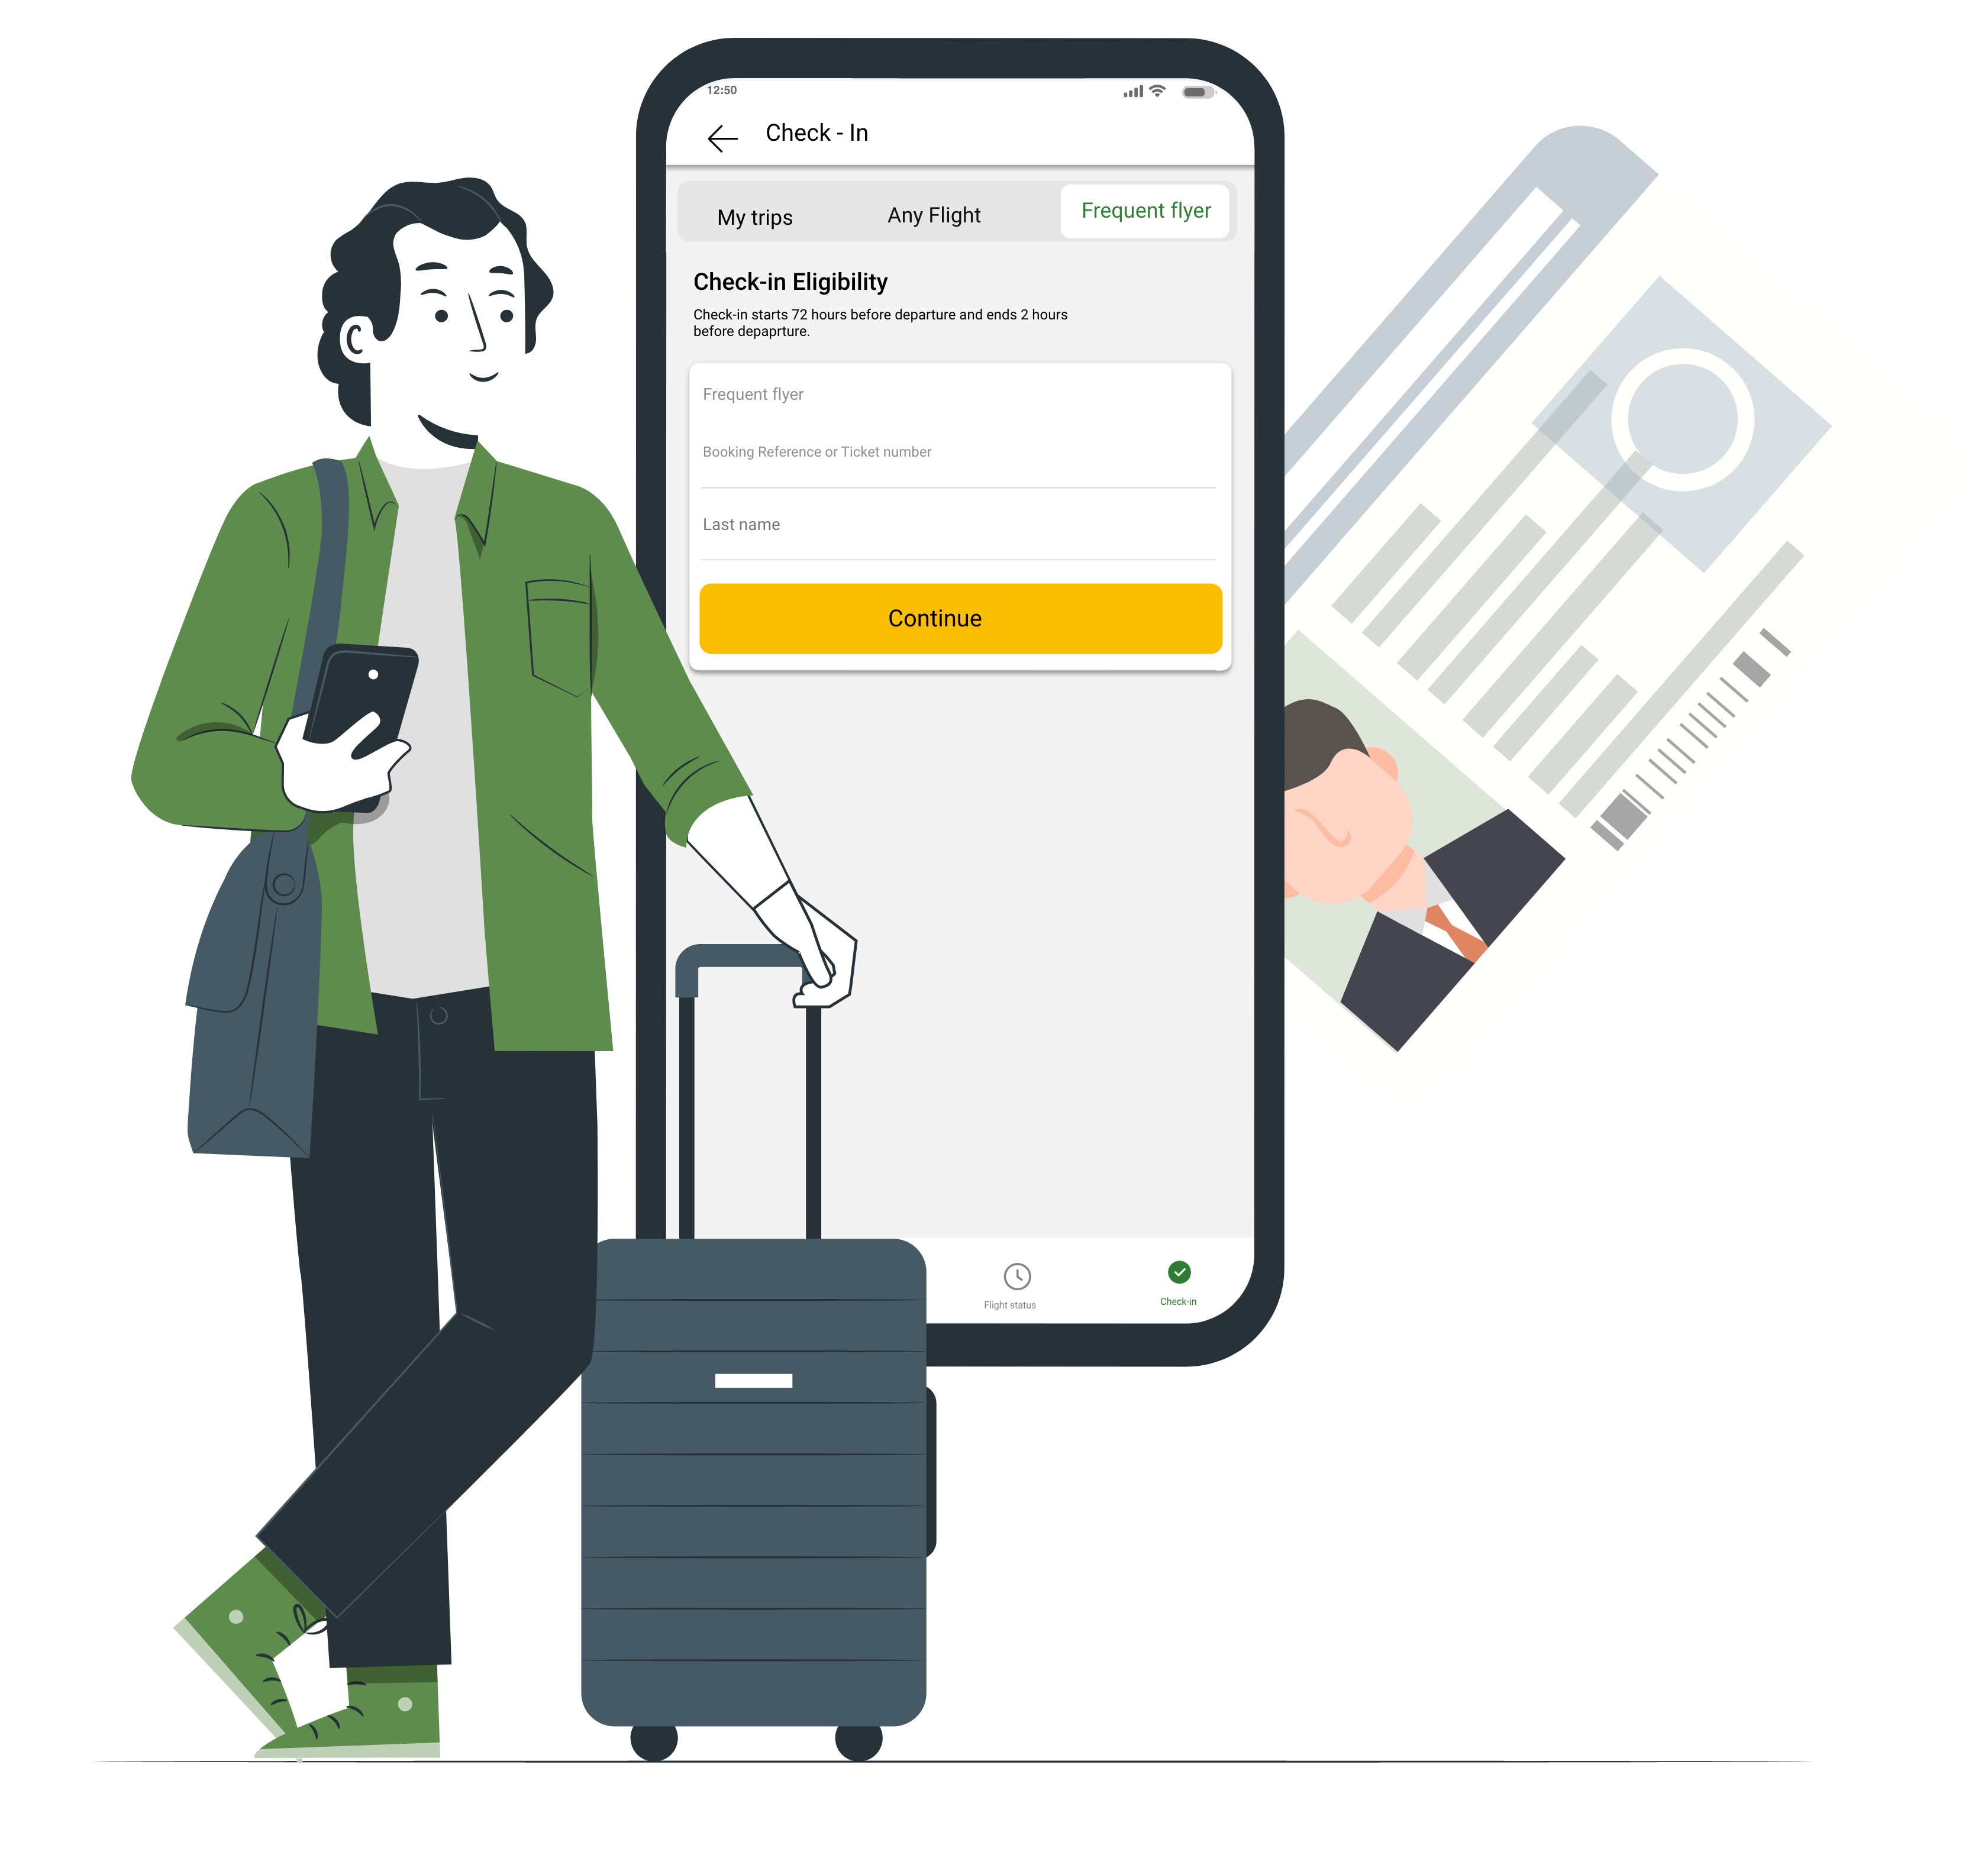 12:50
Check - In
My trips
Any Flight
Frequent flyer
Check-in Eligibility
Check-in starts 72 hours before departure and ends 2 hours
before depaprture.
Frequent flyer
Booking Reference or Ticket number
Last name
Continue
Flight status
Check-in